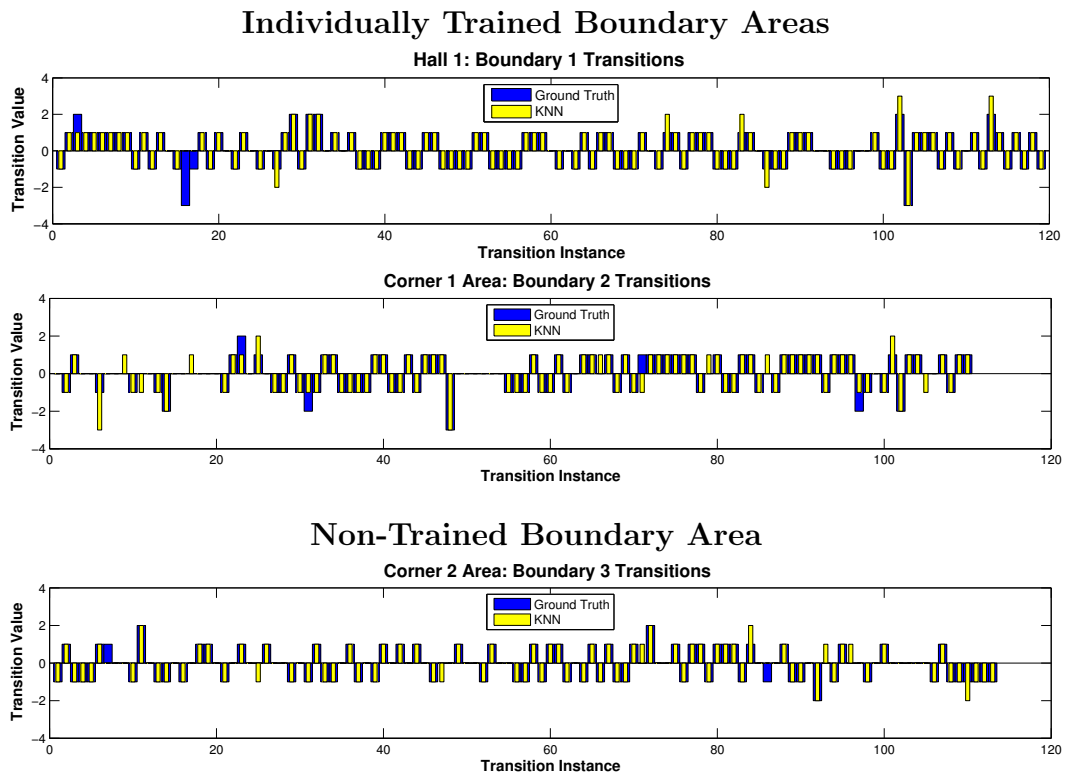 Individually Trained Boundary Areas
Hall 1: Boundary 1 Transitions
Transition Value
4
2
0
−2
−4
Ground Truth
KNN
0 20 40 60 80 100 120
Transition Instance
Corner 1 Area: Boundary 2 Transitions
Transition Value
4
2
0
−2
−4
Ground Truth
KNN
0 20 40 60 80 100 120
Transition Instance
Non-Trained Boundary Area
Corner 2 Area: Boundary 3 Transitions
Transition Value
4
2
0
−2
−4
Ground Truth
KNN
0 20 40 60 80 100 120
Transition Instance